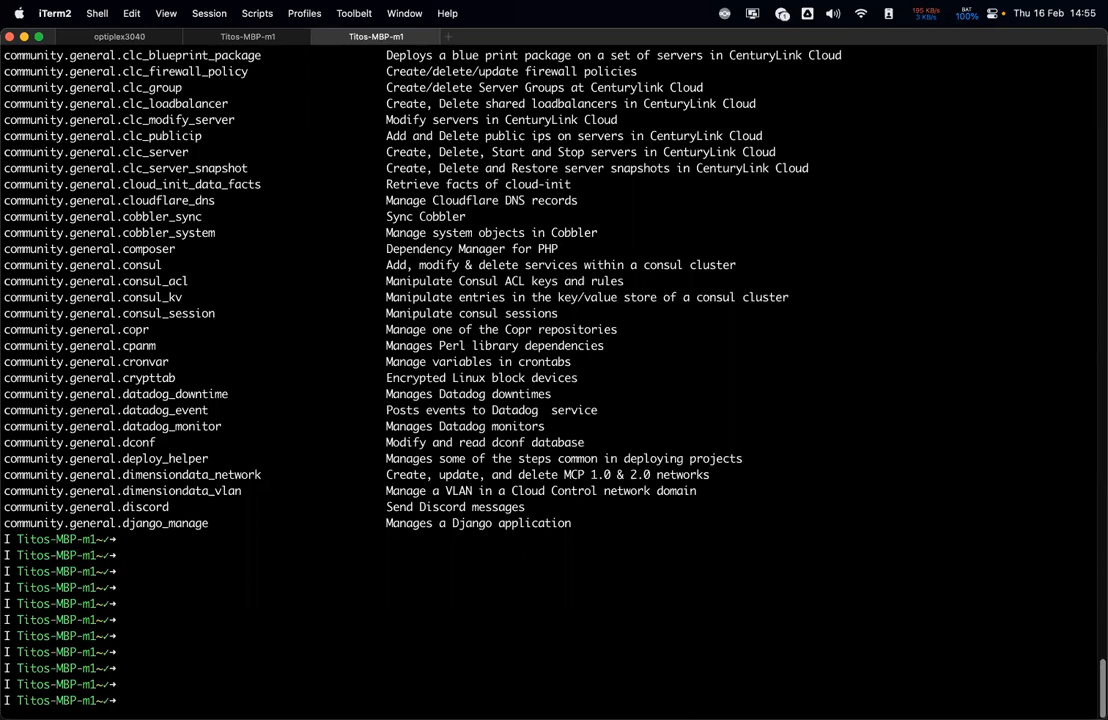 iTerm2 Shell Edit View Session Scripts Profiles Toolbelt Window Help 195 KB/s 3 KB/s BAT 100% Thu 16 Feb 14:55
optiplex3040 Titos-MBP-m1 Titos-MBP-m1 +
community.general.clc_blueprint_package Deploys a blue print package on a set of servers in CenturyLink Cloud
community.general.clc_firewall_policy Create/delete/update firewall policies
community.general.clc_group Create/delete Server Groups at Centurylink Cloud
community.general.clc_loadbalancer Create, Delete shared loadbalancers in CenturyLink Cloud
community.general.clc_modify_server Modify servers in CenturyLink Cloud
community.general.clc_publicip Add and Delete public ips on servers in CenturyLink Cloud
community.general.clc_server Create, Delete, Start and Stop servers in CenturyLink Cloud
community.general.clc_server_snapshot Create, Delete and Restore server snapshots in CenturyLink Cloud
community.general.cloud_init_data_facts Retrieve facts of cloud-init
community.general.cloudflare_dns Manage Cloudflare DNS records
community.general.cobbler_sync Sync Cobbler
community.general.cobbler_system Manage system objects in Cobbler
community.general.composer Dependency Manager for PHP
community.general.consul Add, modify & delete services within a consul cluster
community.general.consul_acl Manipulate Consul ACL keys and rules
community.general.consul_kv Manipulate entries in the key/value store of a consul cluster
community.general.consul_session Manipulate consul sessions
community.general.copr Manage one of the Copr repositories
community.general.cpanm Manages Perl library dependencies
community.general.cronvar Manage variables in crontabs
community.general.crypttab Encrypted Linux block devices
community.general.datadog_downtime Manages Datadog downtimes
community.general.datadog_event Posts events to Datadog  service
community.general.datadog_monitor Manages Datadog monitors
community.general.dconf Modify and read dconf database
community.general.deploy_helper Manages some of the steps common in deploying projects
community.general.dimensiondata_network Create, update, and delete MCP 1.0 & 2.0 networks
community.general.dimensiondata_vlan Manage a VLAN in a Cloud Control network domain
community.general.discord Send Discord messages
community.general.django_manage Manages a Django application
I Titos-MBP-m1~✓➜
I Titos-MBP-m1~✓➜
I Titos-MBP-m1~✓➜
I Titos-MBP-m1~✓➜
I Titos-MBP-m1~✓➜
I Titos-MBP-m1~✓➜
I Titos-MBP-m1~✓➜
I Titos-MBP-m1~✓➜
I Titos-MBP-m1~✓➜
I Titos-MBP-m1~✓➜
I Titos-MBP-m1~✓➜